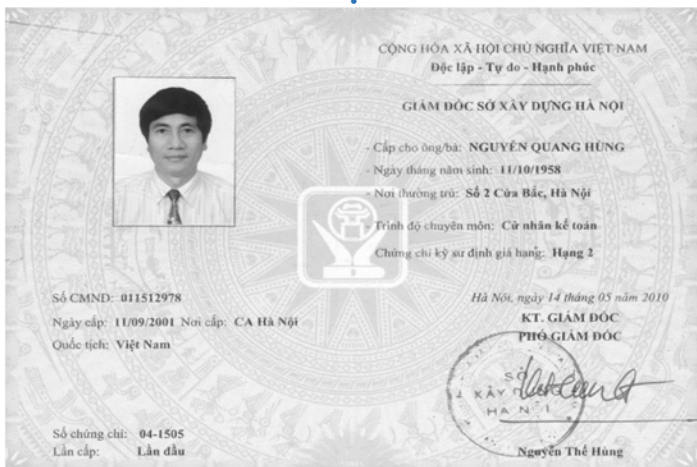 CỘNG HÒA XÃ HỘI CHỦ NGHĨA VIỆT NAM
Độc lập - Tự do - Hạnh phúc
GIÁM ĐỐC SỞ XÂY DỰNG HÀ NỘI
- Cấp cho ông/bà: NGUYỄN QUANG HÙNG
- Ngày tháng năm sinh: 11/10/1958
- Nơi thường trú: Số 2 Cửa Bắc, Hà Nội
- Trình độ chuyên môn: Cử nhân kế toán
Chứng chỉ kỹ sư định giá hạng: Hạng 2
Số CMND: 011512978
Ngày cấp: 11/09/2001 Nơi cấp: CA Hà Nội
Quốc tịch: Việt Nam
Hà Nội, ngày 14 tháng 05 năm 2010
KT. GIÁM ĐỐC
PHÓ GIÁM ĐỐC
SỞ
XÂY
HÀ NỘI
Số chứng chỉ: 04-1505
Lần cấp: Lần đầu
Nguyễn Thế Hùng